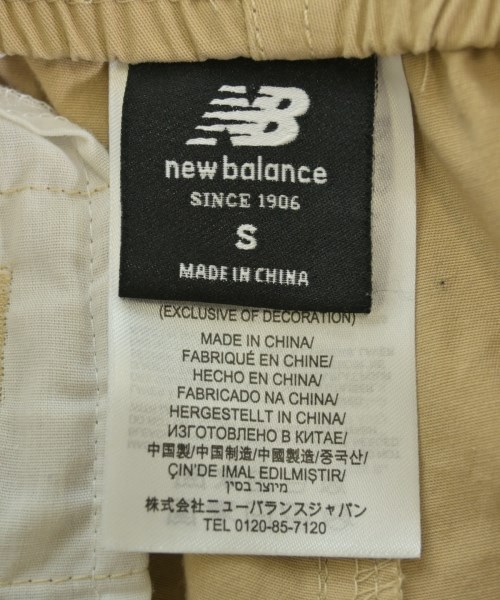 NB
new balance
SINCE 1906
S
MADE IN CHINA
(EXCLUSIVE OF DECORATION)
MADE IN CHINA/
FABRIQUÉ EN CHINE/
HECHO EN CHINA/
FABRICADO NA CHINA/
HERGESTELLT IN CHINA/
ИЗГОТОВЛЕНО В КИТАЕ/
中国製/中国制造/中國製造/중국산/
ÇIN'DE IMAL EDILMIŞTIR/
מיוצר בסין
株式会社ニューバランスジャパン
TEL 0120-85-7120